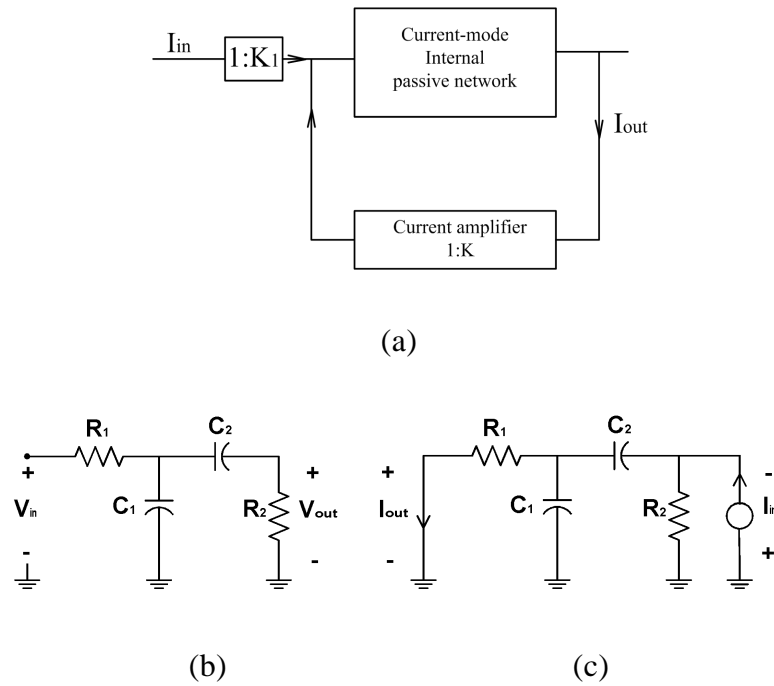 Iin
1:K1
Current-mode
Internal
passive network
Iout
Current amplifier
1:K
(a)
R1
C2
+
Vin
-
C1
R2
+
Vout
-
R1
C2
+
Iout
-
C1
R2
-
Iin
+
(b)
(c)